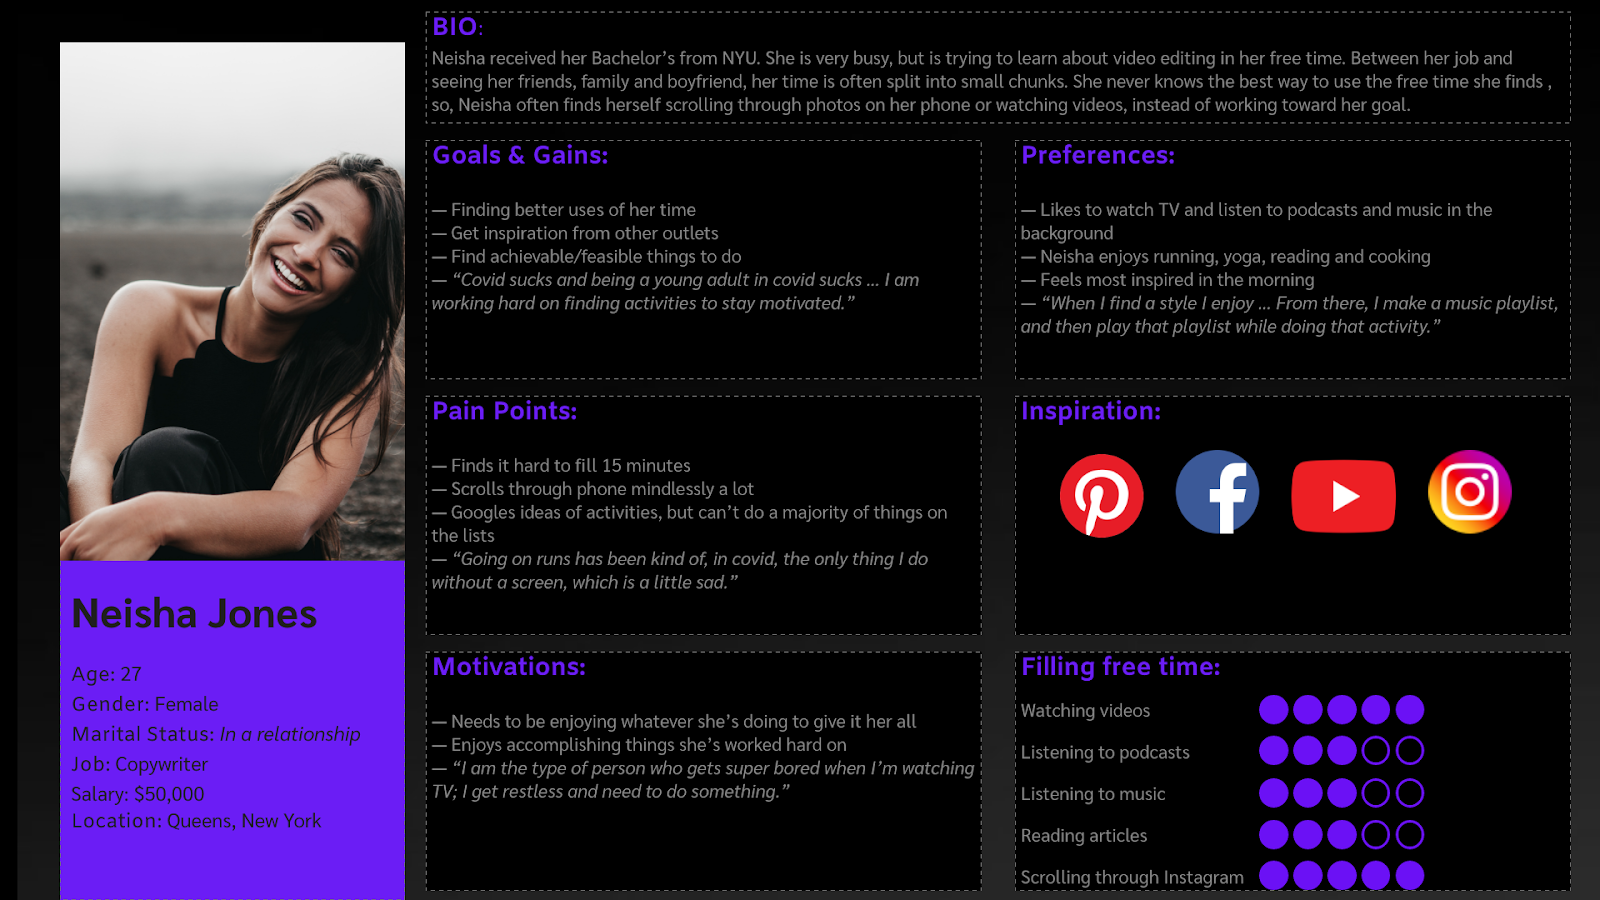 BIO:
Neisha received her Bachelor’s from NYU. She is very busy, but is trying to learn about video editing in her free time. Between her job and
seeing her friends, family and boyfriend, her time is often split into small chunks. She never knows the best way to use the free time she finds ,
so, Neisha often finds herself scrolling through photos on her phone or watching videos, instead of working toward her goal.
Neisha Jones
Age: 27
Gender: Female
Marital Status: In a relationship
Job: Copywriter
Salary: $50,000
Location: Queens, New York
Goals & Gains:
— Finding better uses of her time
— Get inspiration from other outlets
— Find achievable/feasible things to do
— “Covid sucks and being a young adult in covid sucks ... I am
working hard on finding activities to stay motivated.”
Preferences:
— Likes to watch TV and listen to podcasts and music in the
background
— Neisha enjoys running, yoga, reading and cooking
— Feels most inspired in the morning
— “When I find a style I enjoy ... From there, I make a music playlist,
and then play that playlist while doing that activity.”
Pain Points:
— Finds it hard to fill 15 minutes
— Scrolls through phone mindlessly a lot
— Googles ideas of activities, but can’t do a majority of things on
the lists
— “Going on runs has been kind of, in covid, the only thing I do
without a screen, which is a little sad.”
Inspiration:
Motivations:
— Needs to be enjoying whatever she’s doing to give it her all
— Enjoys accomplishing things she’s worked hard on
— “I am the type of person who gets super bored when I’m watching
TV; I get restless and need to do something.”
Filling free time:
Watching videos
Listening to podcasts
Listening to music
Reading articles
Scrolling through Instagram